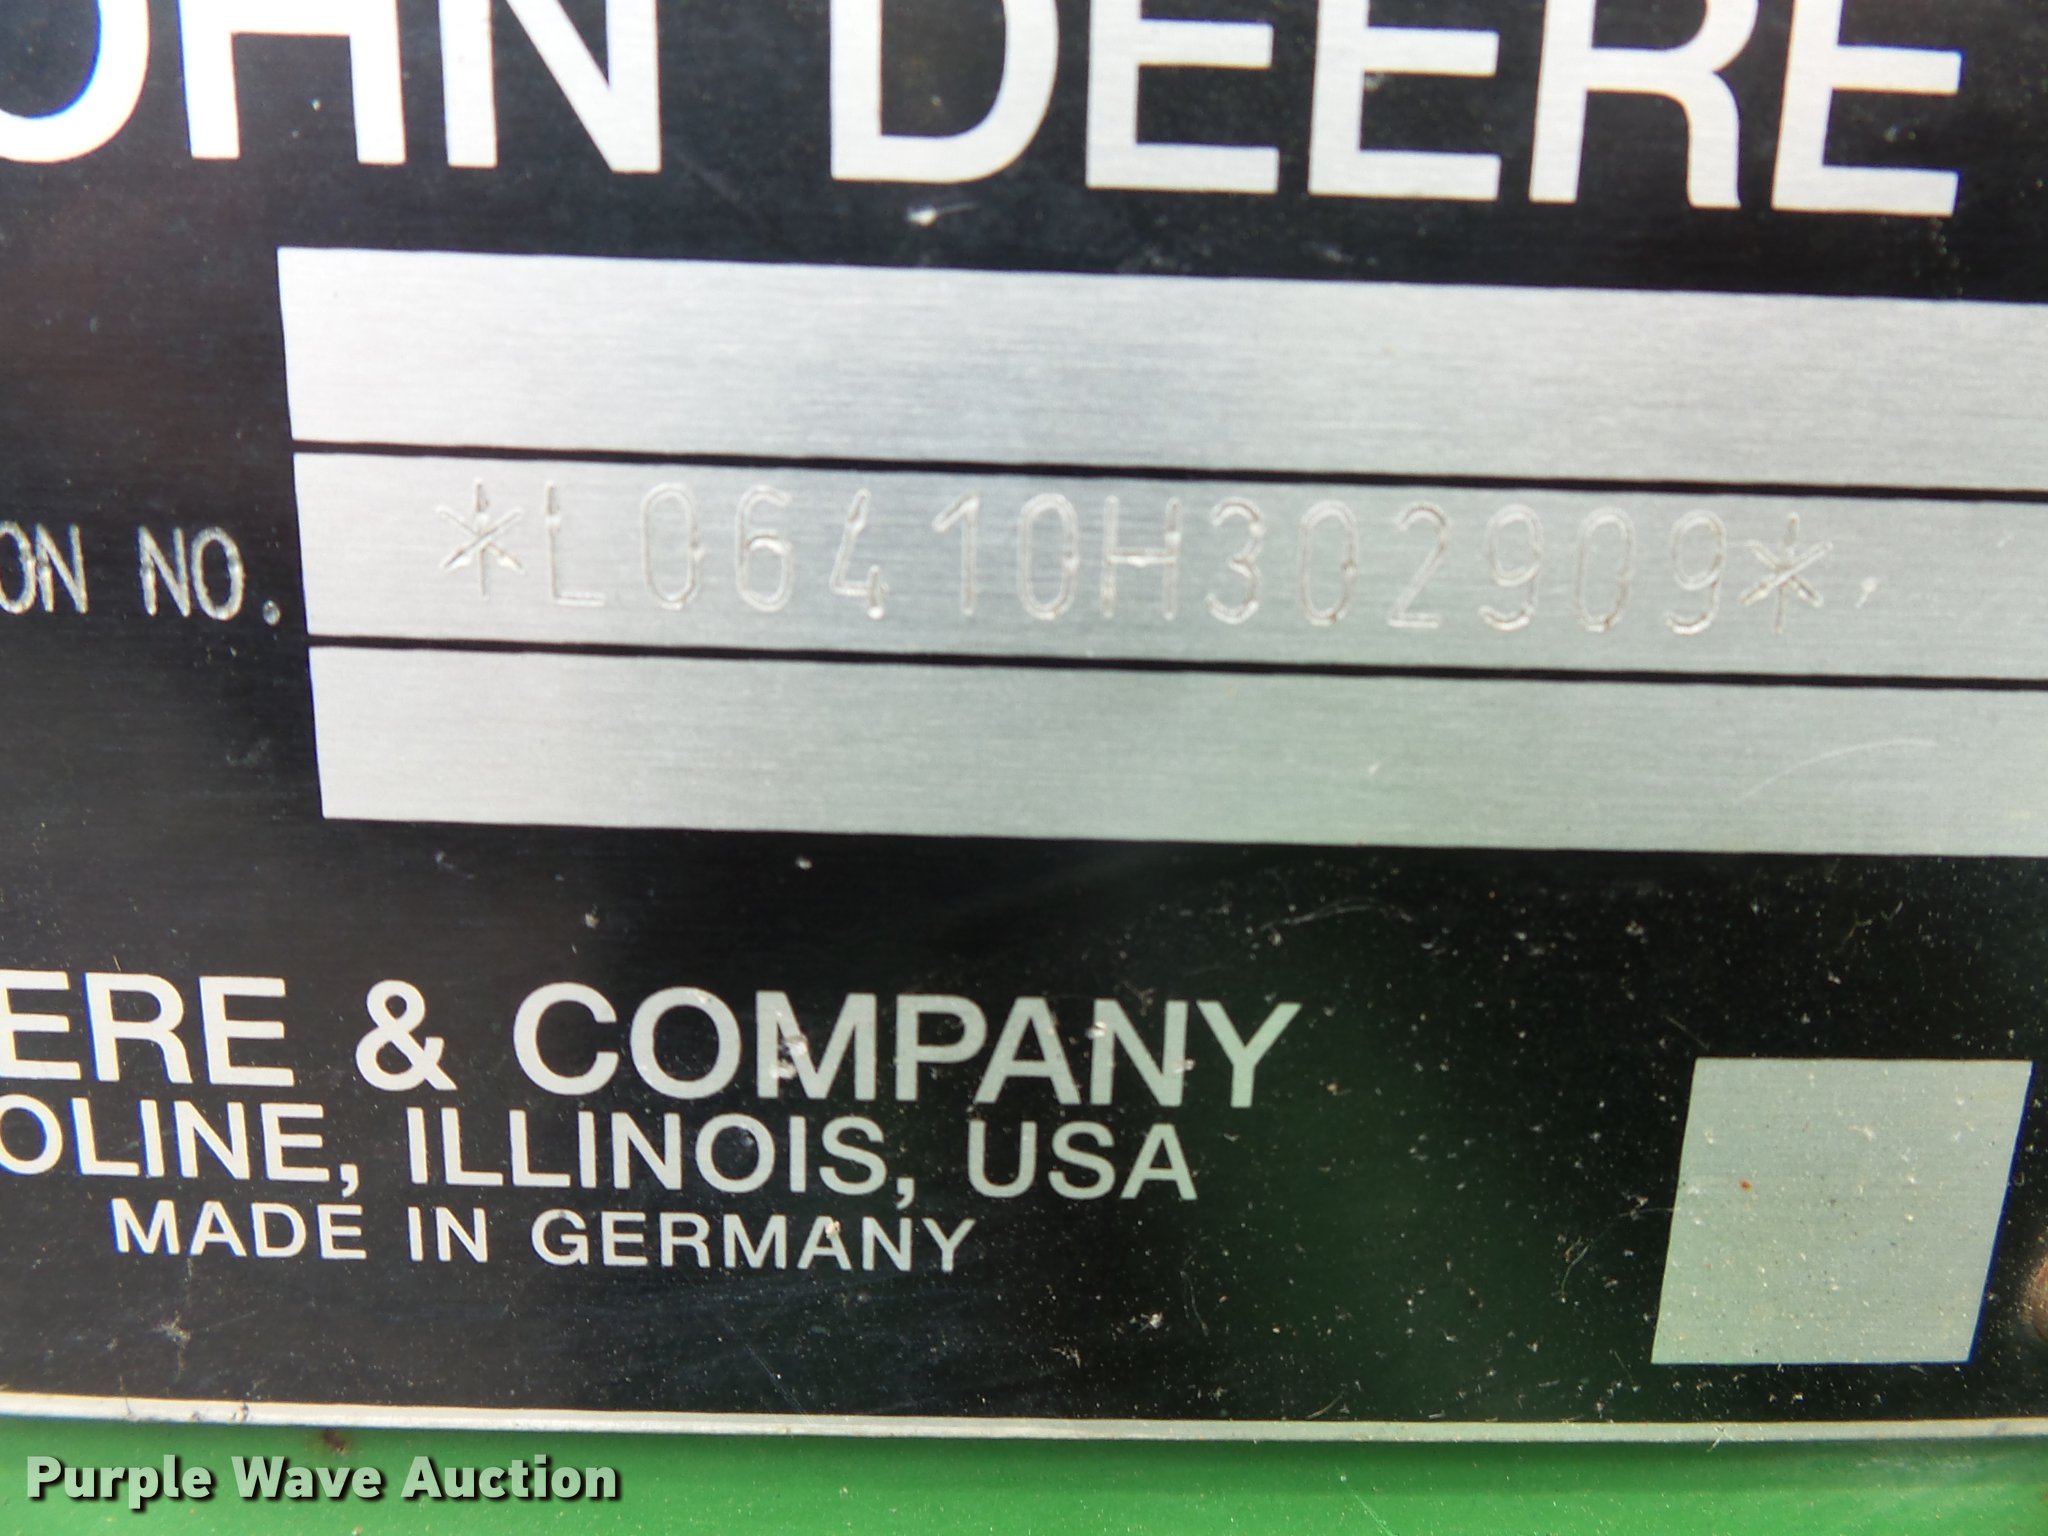 OHN DEERE
ON NO. *L06410H302909*
ERE & COMPANY
OLINE, ILLINOIS, USA
MADE IN GERMANY
Purple Wave Auction